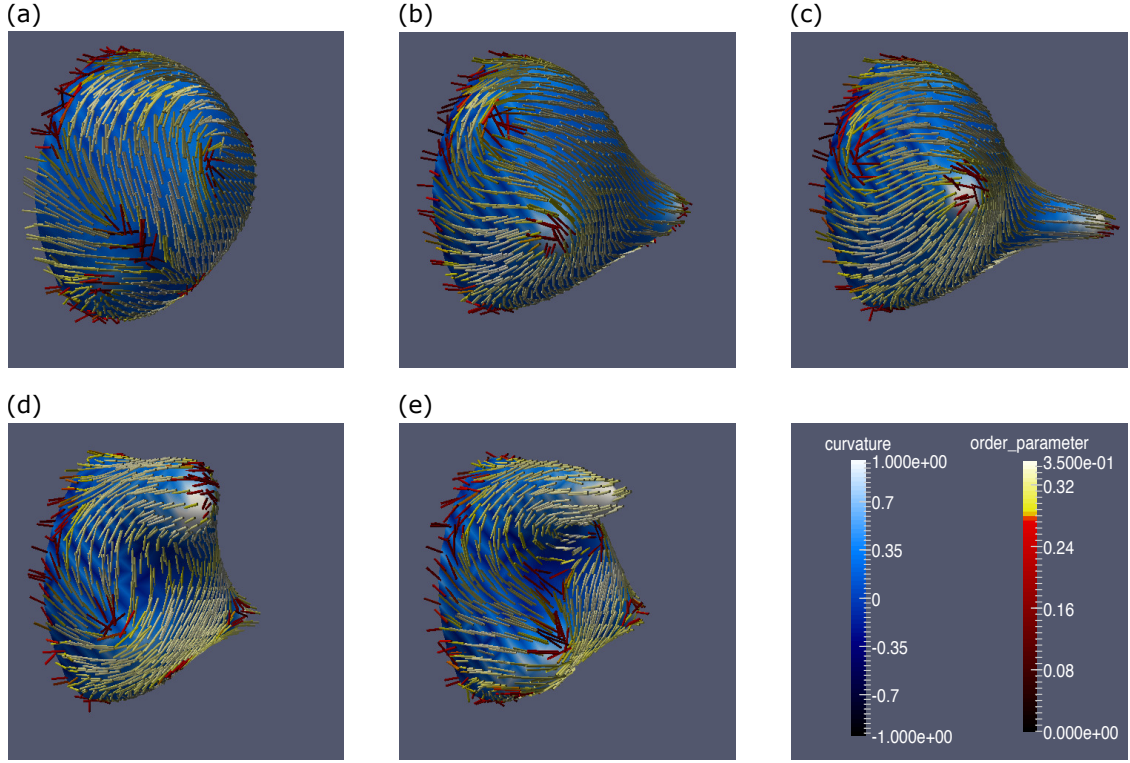 (a)
(b)
(c)
(d)
(e)
curvature
1.000e+00
0.7
0.35
0
-0.35
-0.7
-1.000e+00
order_parameter
3.500e-01
0.32
0.24
0.16
0.08
0.000e+00